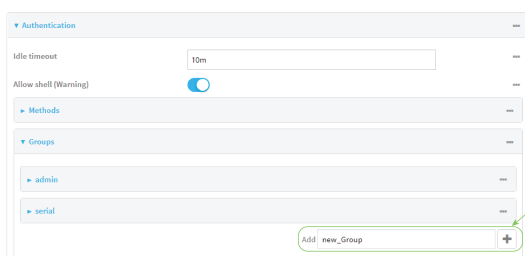 Authentication
Idle timeout 10m
Allow shell (Warning)
Methods
Groups
admin
serial
Add new_Group